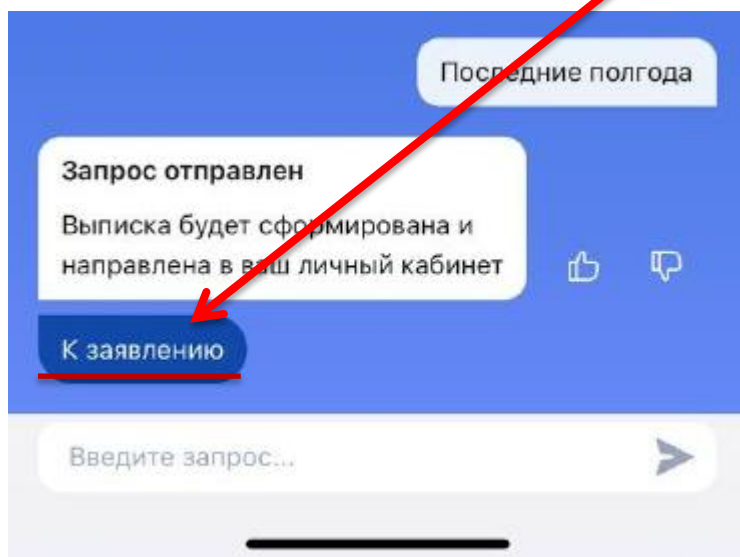 Последние полгода
Запрос отправлен
Выписка будет сформирована и
направлена в ваш личный кабинет
К заявлению
Введите запрос...